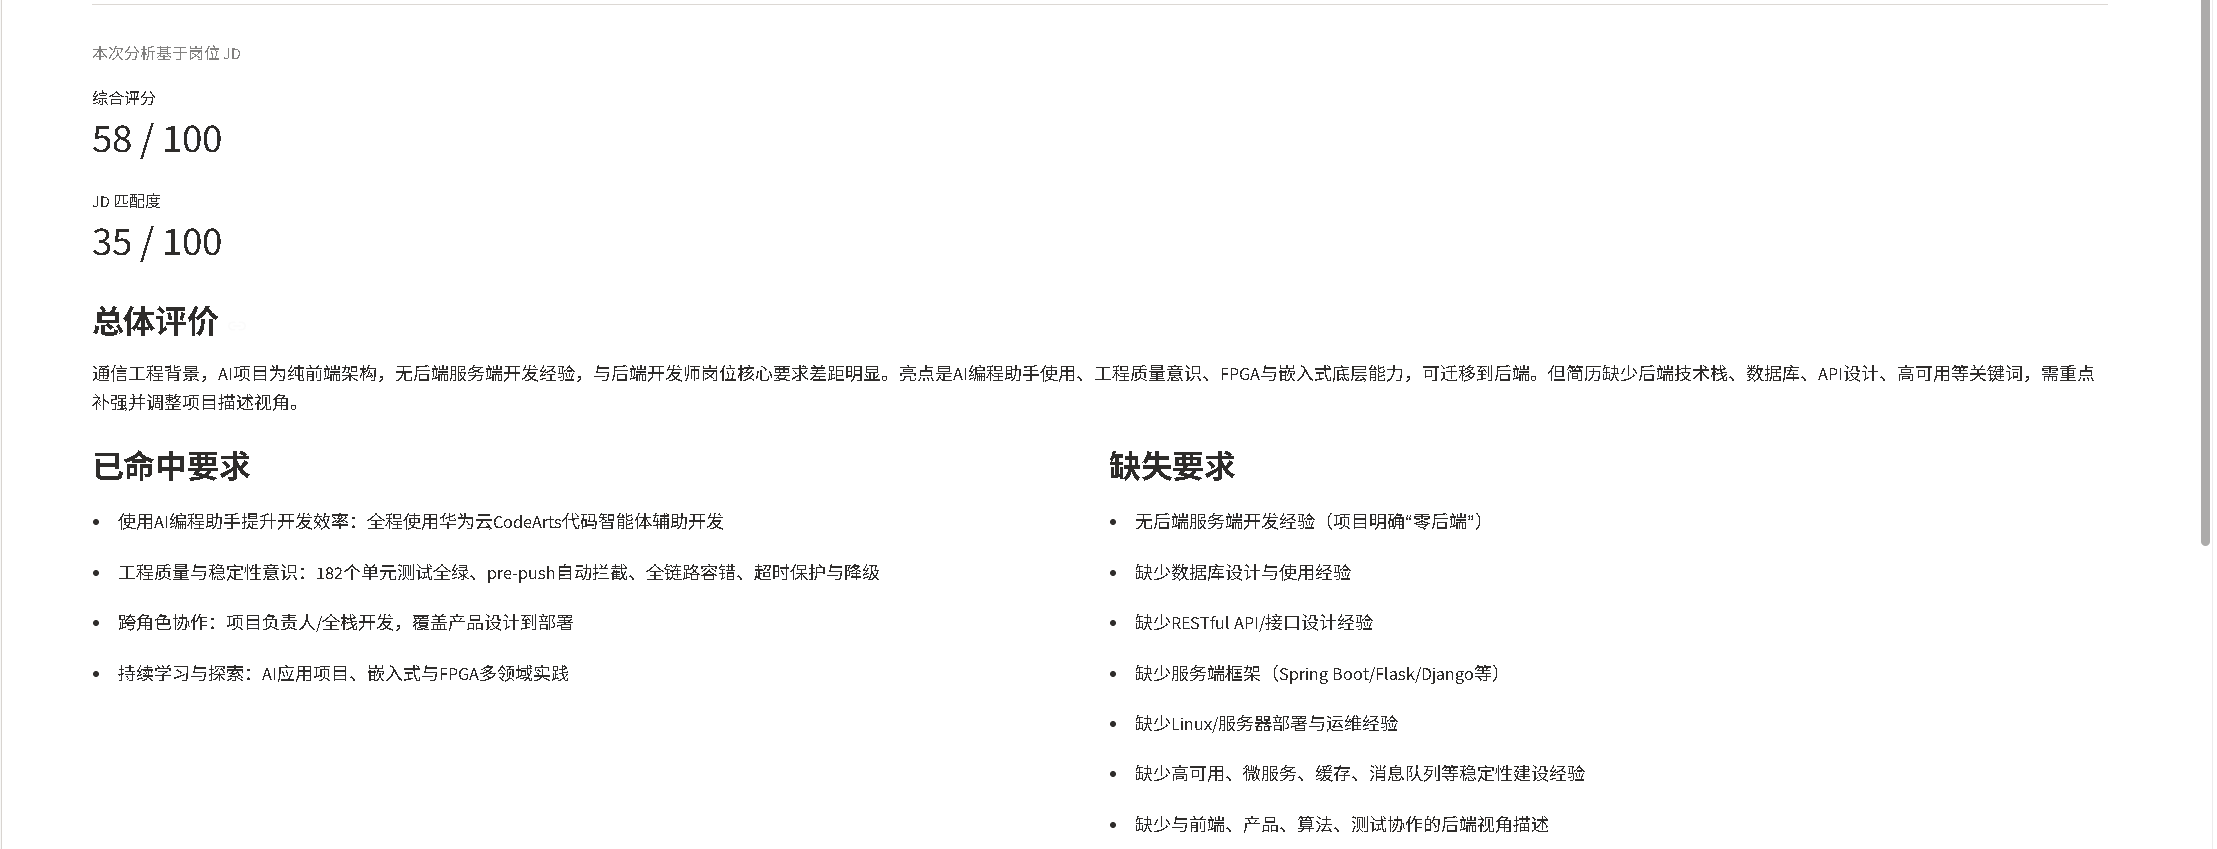 本次分析基于岗位 JD
综合评分
58 / 100
JD 匹配度
35 / 100
总体评价
通信工程背景，AI项目为纯前端架构，无后端服务端开发经验，与后端开发师岗位核心要求差距明显。亮点是AI编程助手使用、工程质量意识、FPGA与嵌入式底层能力，可迁移到后端。但简历缺少后端技术栈、数据库、API设计、高可用等关键词，需重点
补强并调整项目描述视角。
已命中要求
• 使用AI编程助手提升开发效率：全程使用华为云CodeArts代码智能体辅助开发
• 工程质量与稳定性意识：182个单元测试全绿、pre-push自动拦截、全链路容错、超时保护与降级
• 跨角色协作：项目负责人/全栈开发，覆盖产品设计到部署
• 持续学习与探索：AI应用项目、嵌入式与FPGA多领域实践
缺失要求
• 无后端服务端开发经验（项目明确“零后端”）
• 缺少数据库设计与使用经验
• 缺少RESTful API/接口设计经验
• 缺少服务端框架（Spring Boot/Flask/Django等）
• 缺少Linux/服务器部署与运维经验
• 缺少高可用、微服务、缓存、消息队列等稳定性建设经验
• 缺少与前端、产品、算法、测试协作的后端视角描述